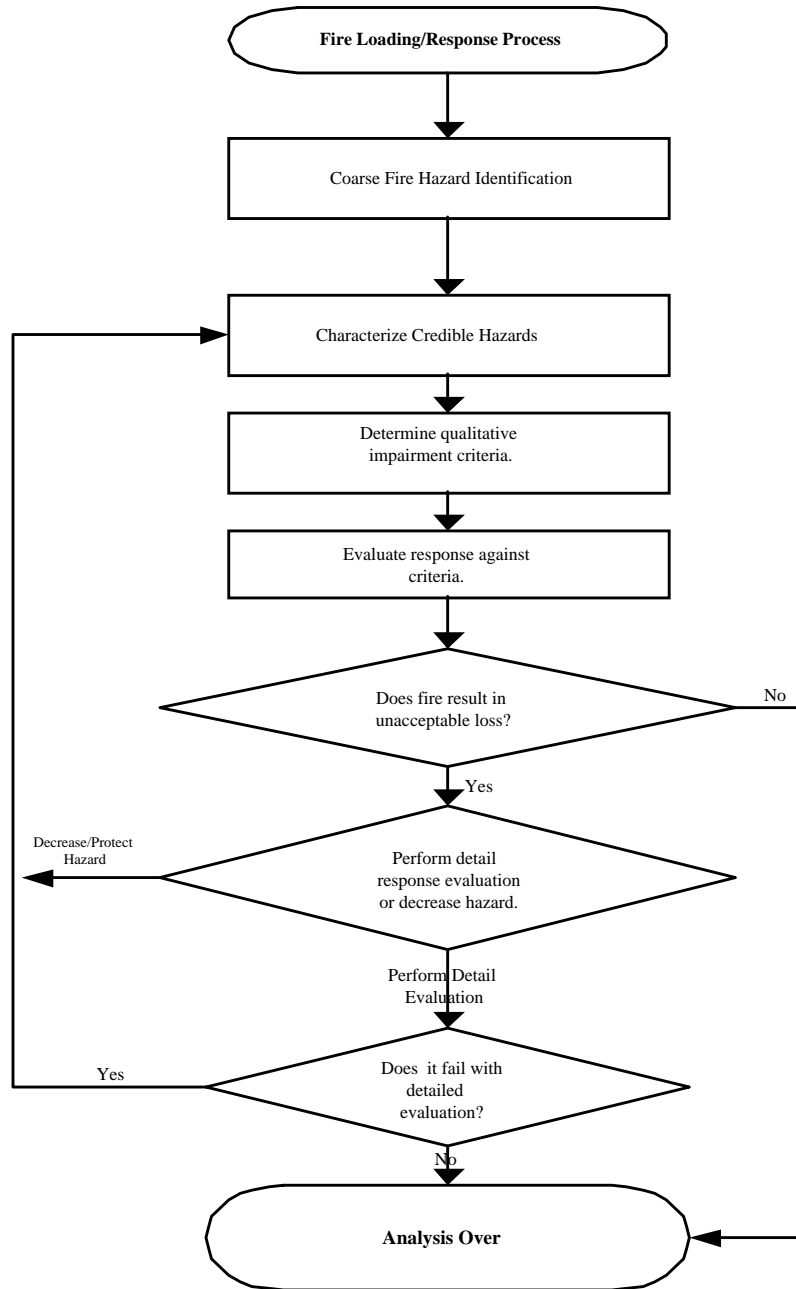 Fire Loading/Response Process
Coarse Fire Hazard Identification
Characterize Credible Hazards
Determine qualitative
impairment criteria.
Evaluate response against
criteria.
Does fire result in
unacceptable loss?
No
Yes
Decrease/Protect
Hazard
Perform detail
response evaluation
or decrease hazard.
Perform Detail
Evaluation
Does it fail with
detailed
evaluation?
Yes
No
Analysis Over